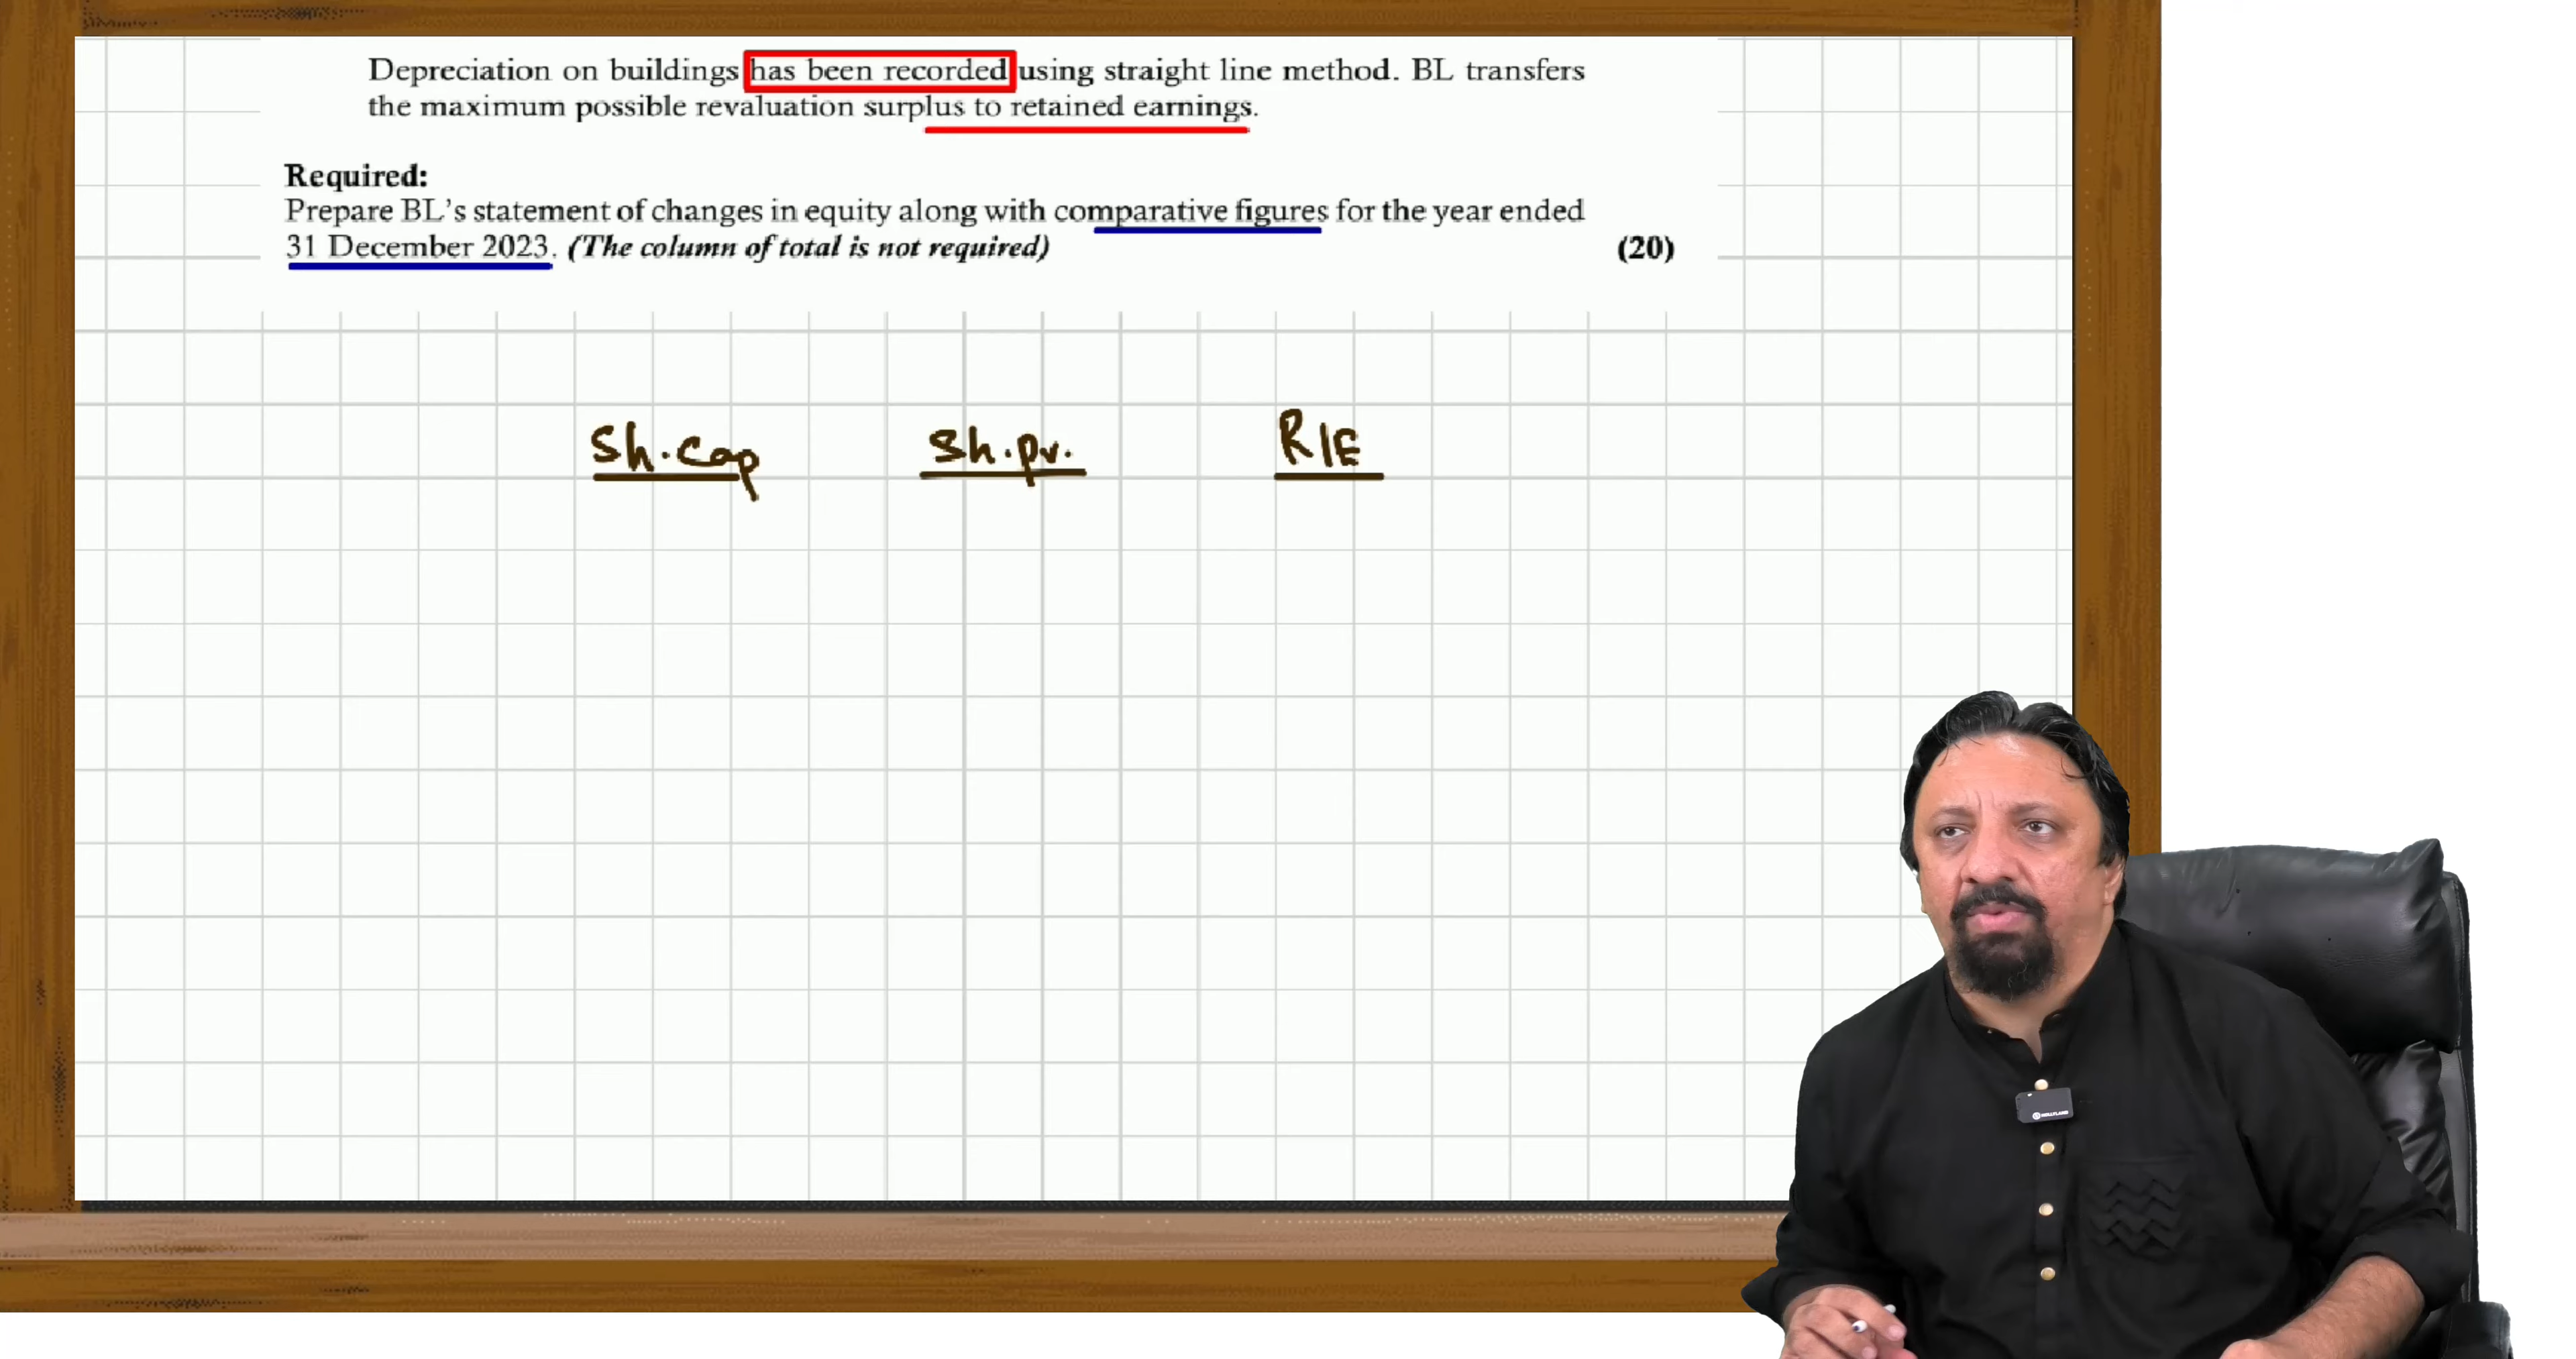 Depreciation on buildings has been recorded using straight line method. BL transfers
the maximum possible revaluation surplus to retained earnings.
Required:
Prepare BL's statement of changes in equity along with comparative figures for the year ended
31 December 2023. (The column of total is not required) (20)
Sh. Cap Sh. pr. R/E